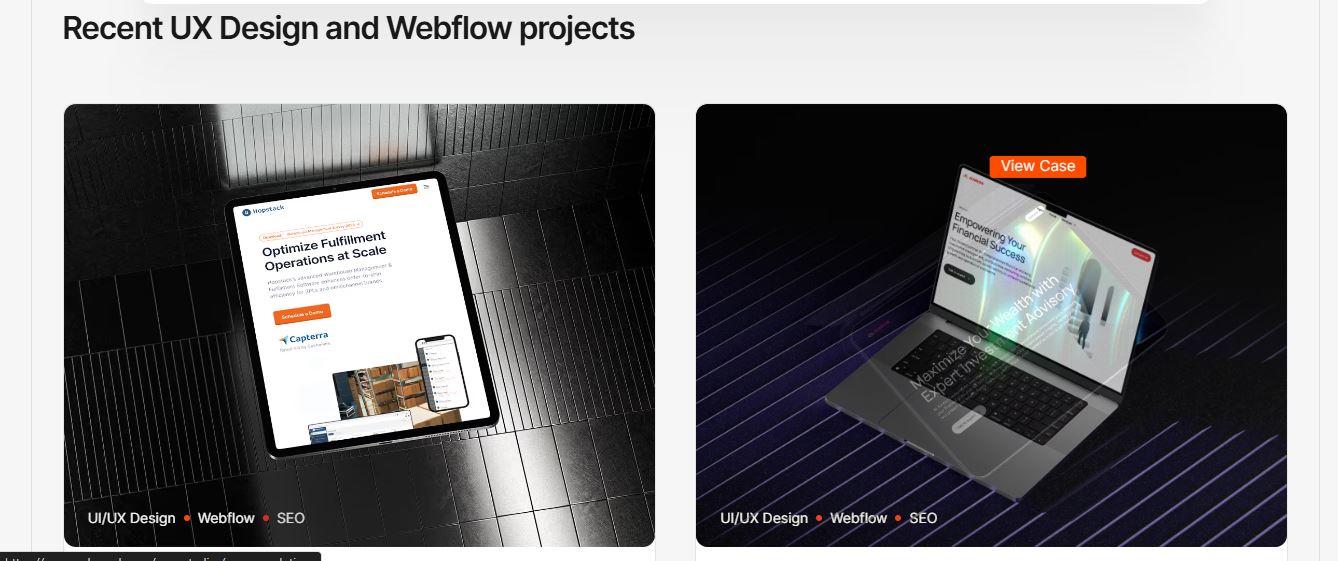 Recent UX Design and Webflow projects
Hopstack
Schedule a Demo
Optimize Fulfillment
Operations at Scale
Hopstack's advanced Warehouse Management &
Fulfillment Software enhances order-to-ship
efficiency for 3PLs and omnichannel brands.
Schedule a Demo
Capterra
UI/UX Design • Webflow • SEO
View Case
Empowering Your
Financial Success
Maximize Your Wealth with
Expert Investment Advisory
UI/UX Design • Webflow • SEO